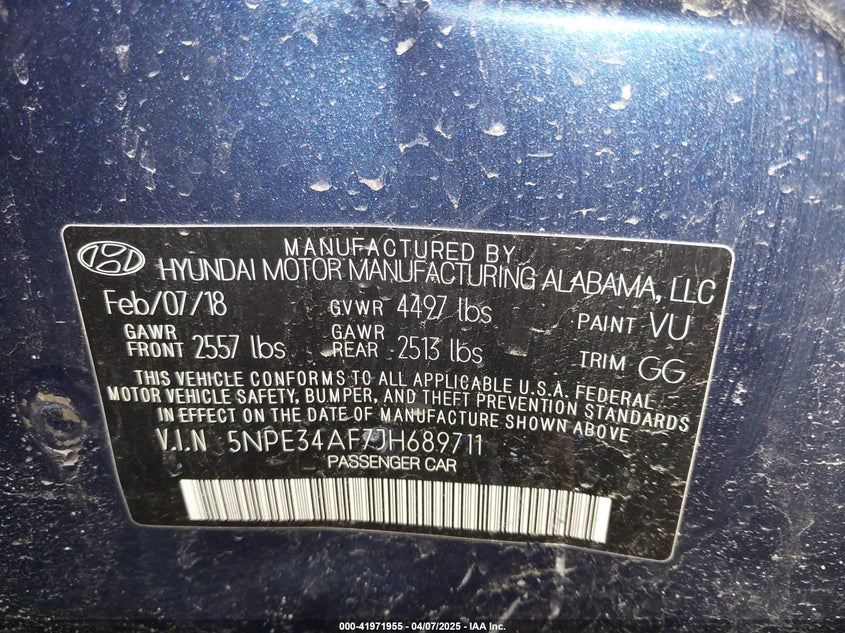 MANUFACTURED BY
HYUNDAI MOTOR MANUFACTURING ALABAMA, LLC
Feb/07/18 GVWR 4497 lbs PAINT VU
GAWR FRONT 2557 lbs GAWR REAR 2513 lbs TRIM GG
THIS VEHICLE CONFORMS TO ALL APPLICABLE U.S.A. FEDERAL
MOTOR VEHICLE SAFETY, BUMPER, AND THEFT PREVENTION STANDARDS
IN EFFECT ON THE DATE OF MANUFACTURE SHOWN ABOVE.
V.I.N 5NPE34AF7JH689711
PASSENGER CAR
000-41971955 - 04/07/2025 - IAA Inc.